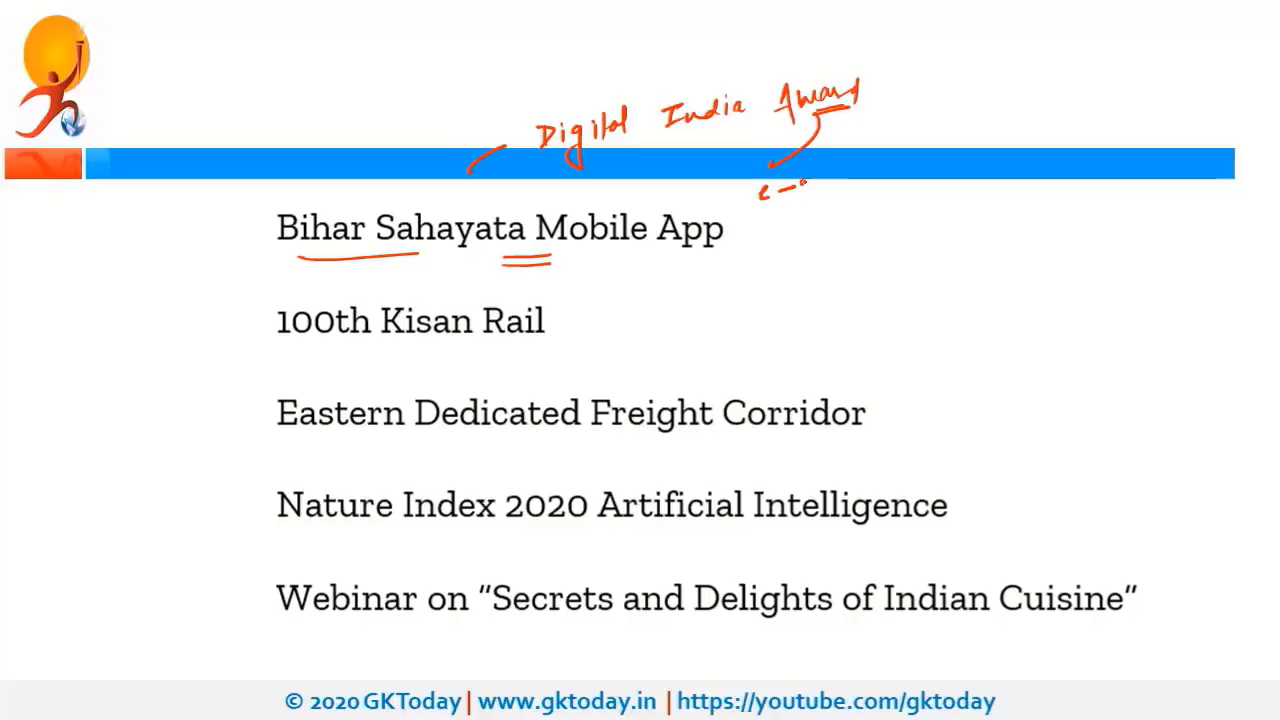 Digital India Award
Bihar Sahayata Mobile App
100th Kisan Rail
Eastern Dedicated Freight Corridor
Nature Index 2020 Artificial Intelligence
Webinar on “Secrets and Delights of Indian Cuisine”
© 2020 GKToday | www.gktoday.in | https://youtube.com/gktoday